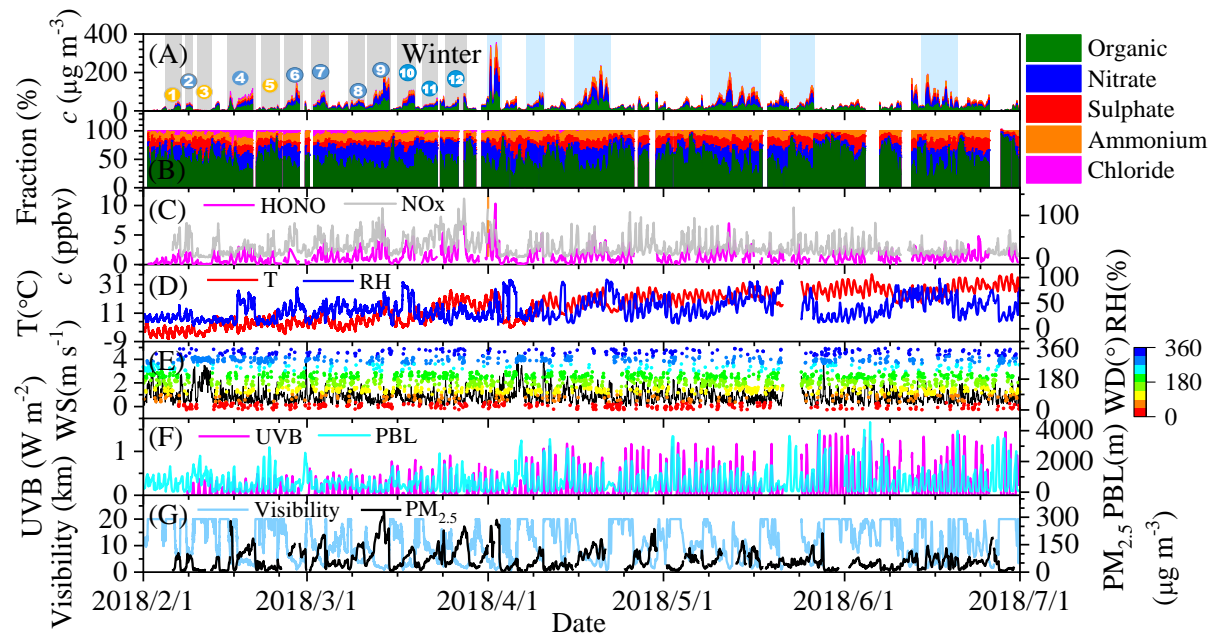 (A) Winter
400
200
0
c (μg m⁻³)
1 2 3 4 5 6 7 8 9 10 11 12
Organic
Nitrate
Sulphate
Ammonium
Chloride
(B)
100
50
0
Fraction (%)
(C) HONO NOx
10
5
0
c (ppbv)
100
0
(D) T RH
31
11
-9
T(°C)
100
50
0
RH(%)
(E)
4
2
0
WS(m s⁻¹)
360
180
0
WD(°)
360
180
0
(F) UVB PBL
1
0
UVB (W m⁻²)
4000
2000
0
PBL(m)
(G) Visibility PM₂.₅
20
10
0
Visibility (km)
300
150
0
PM₂.₅
(μg m⁻³)
2018/2/1 2018/3/1 2018/4/1 2018/5/1 2018/6/1 2018/7/1
Date